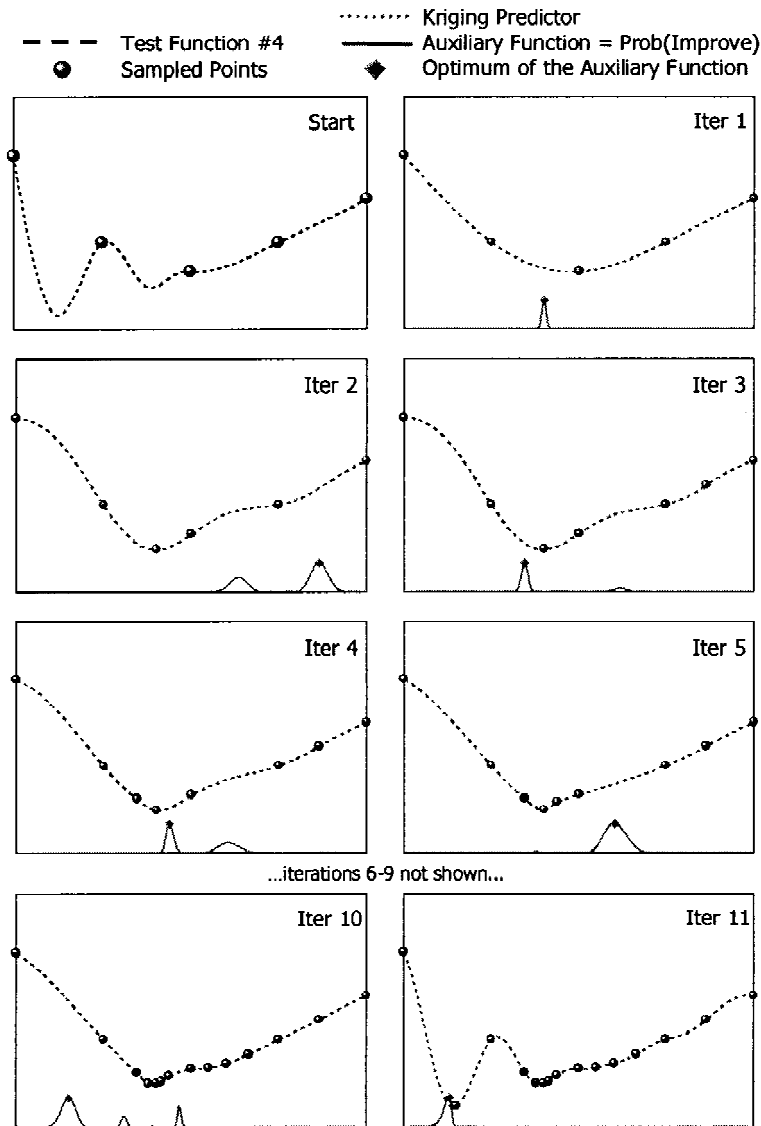 Kriging Predictor
Test Function #4
Auxiliary Function = Prob(Improve)
Sampled Points
Optimum of the Auxiliary Function
Start
Iter 1
Iter 2
Iter 3
Iter 4
Iter 5
...iterations 6-9 not shown...
Iter 10
Iter 11